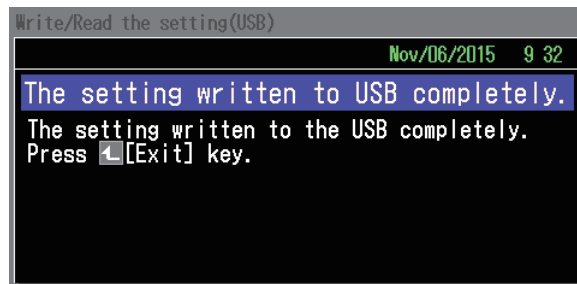 Write/Read the setting(USB)
Nov/06/2015 9 32
The setting written to USB completely.
The setting written to the USB completely.
Press [Exit] key.